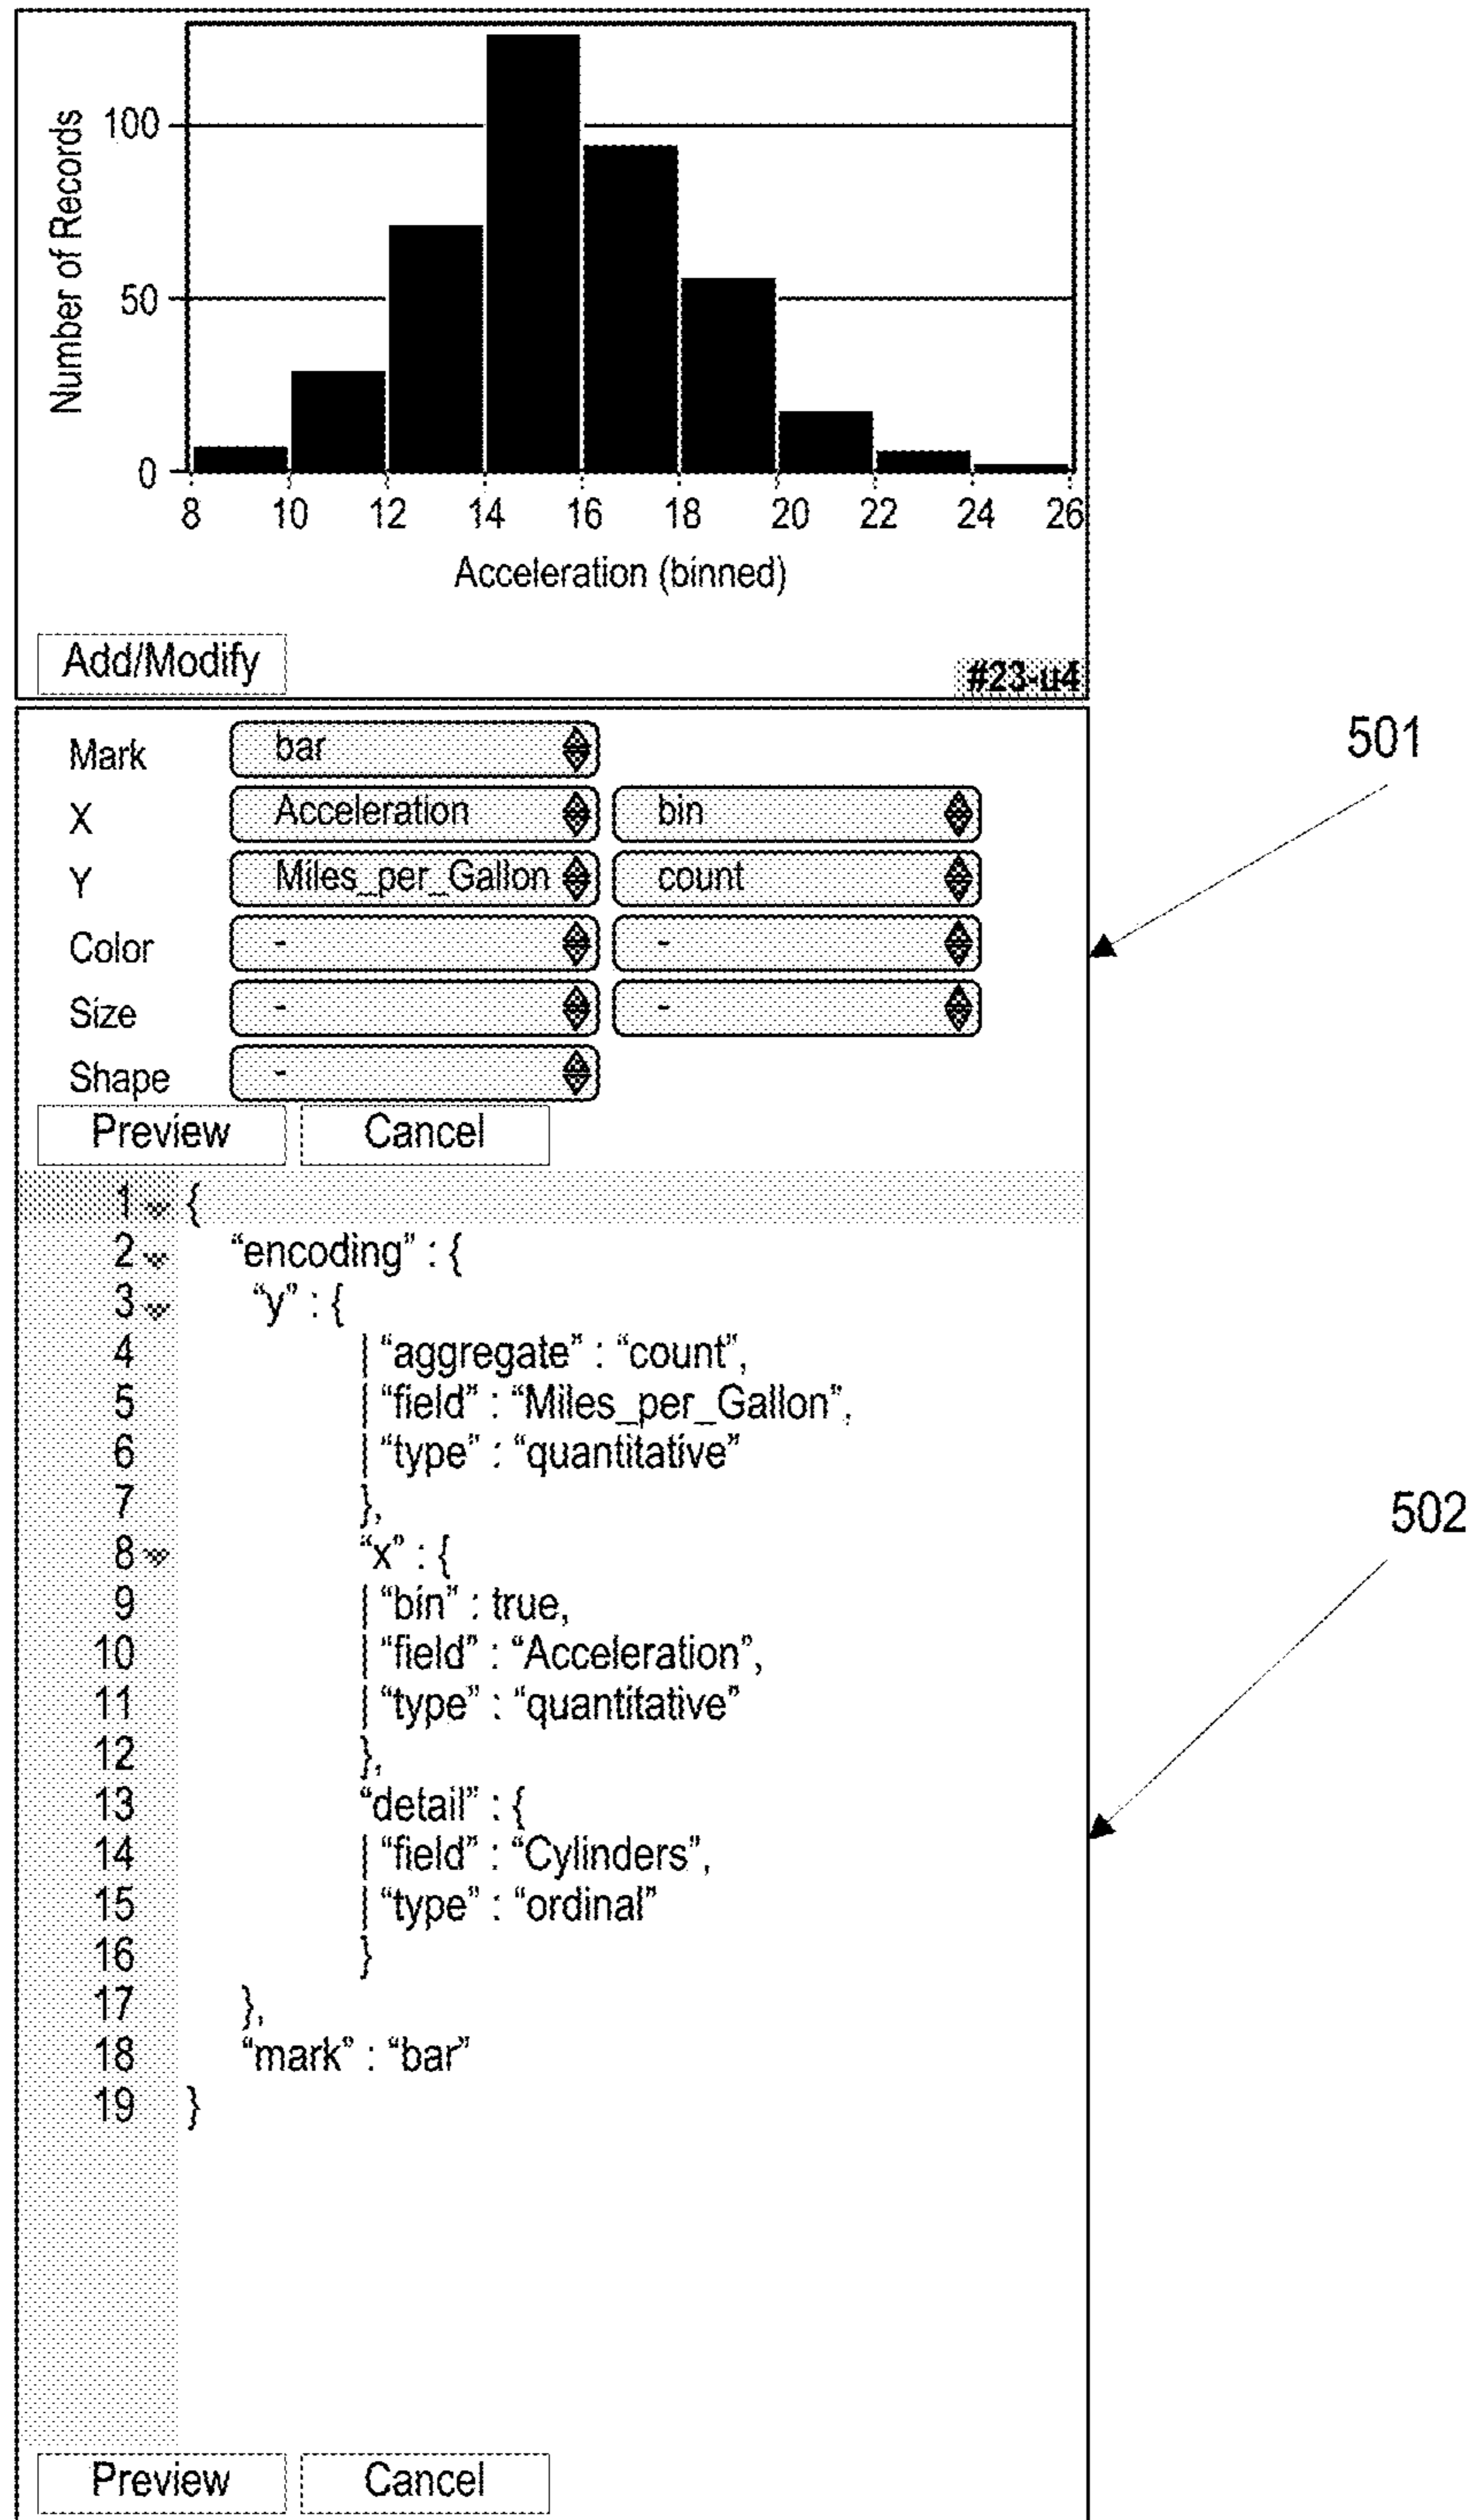 Number of Records
100
50
0
8 10 12 14 16 18 20 22 24 26
Acceleration (binned)
Add/Modify
#23-u4
501
Mark bar
X Acceleration bin
Y Miles_per_Gallon count
Color - -
Size - -
Shape -
Preview Cancel
1 {
2 “encoding” : {
3 “y” : {
4 | “aggregate” : “count”,
5 | “field” : “Miles_per_Gallon”,
6 | “type” : “quantitative”
7 },
8 “x” : {
9 | “bin” : true,
10 | “field” : “Acceleration”,
11 | “type” : “quantitative”
12 },
13 “detail” : {
14 | “field” : “Cylinders”,
15 | “type” : “ordinal”
16 }
17 },
18 “mark” : “bar”
19 }
502
Preview Cancel